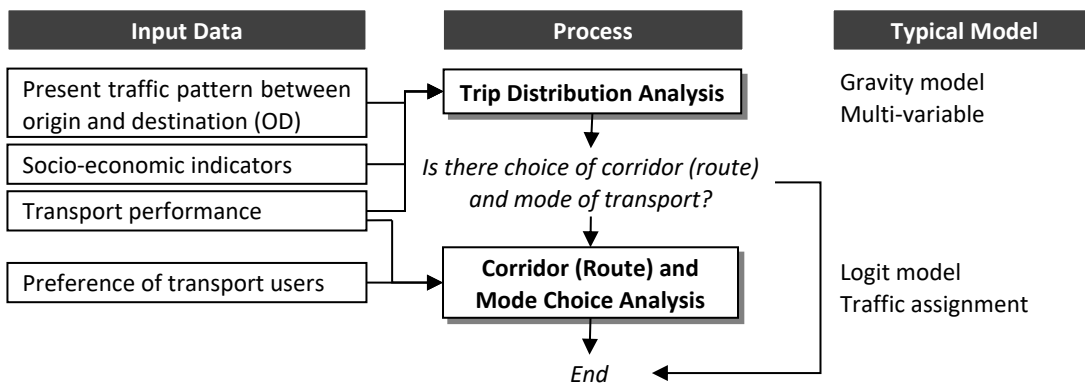 Input Data
Process
Typical Model
Present traffic pattern between
origin and destination (OD)
Socio-economic indicators
Transport performance
Preference of transport users
Trip Distribution Analysis
Is there choice of corridor (route)
and mode of transport?
Corridor (Route) and
Mode Choice Analysis
End
Gravity model
Multi-variable
Logit model
Traffic assignment